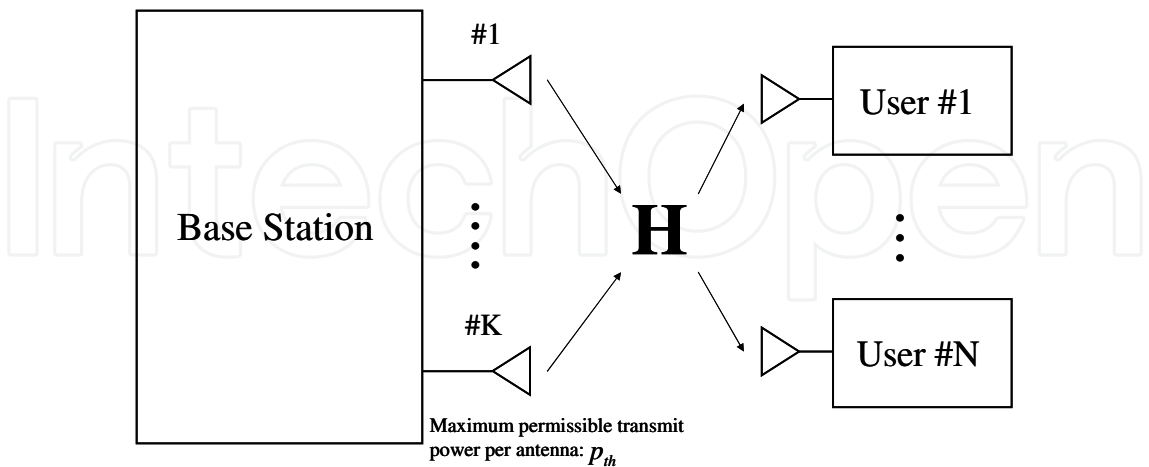 #1
User #1
IntechOpen
Base Station
H
#K
User #N
Maximum permissible transmit
power per antenna: p_th